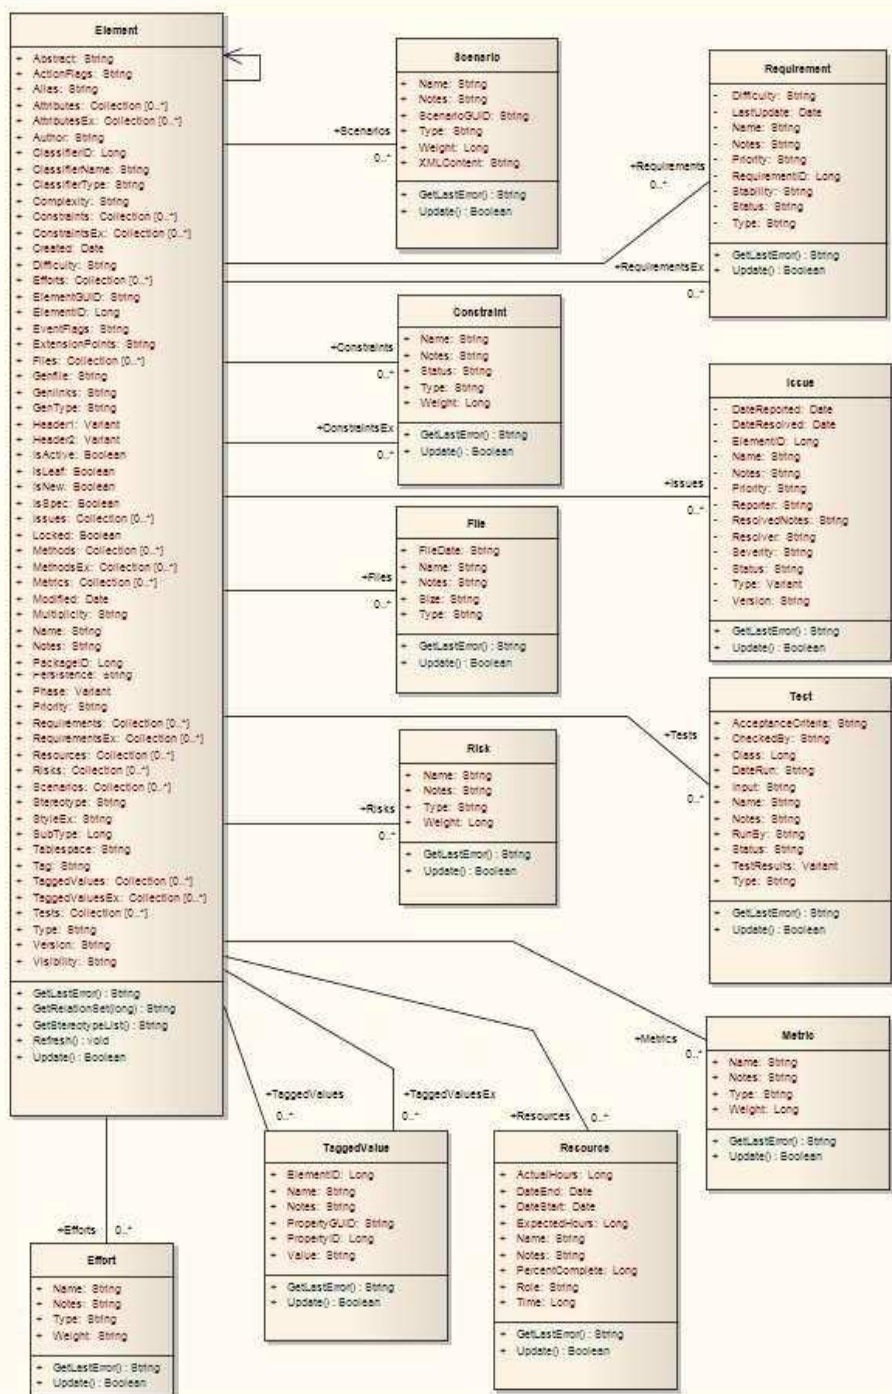 Element
+ Abstract: String
+ ActionFlags: String
+ Alias: String
+ Attributes: Collection [0..*]
+ AttributesEx: Collection [0..*]
+ Author: String
+ ClassifierID: Long
+ ClassifierName: String
+ ClassifierType: String
+ Complexity: String
+ Constraints: Collection [0..*]
+ ConstraintsEx: Collection [0..*]
+ Created: Date
+ Difficulty: String
+ Efforts: Collection [0..*]
+ ElementGUID: String
+ ElementID: Long
+ EventFlags: String
+ ExtensionPoints: String
+ Files: Collection [0..*]
+ Genfile: String
+ Genlinks: String
+ GenType: String
+ Header1: Variant
+ Header2: Variant
+ IsActive: Boolean
+ IsLeaf: Boolean
+ IsNew: Boolean
+ IsSpec: Boolean
+ Issues: Collection [0..*]
+ Locked: Boolean
+ Methods: Collection [0..*]
+ MethodsEx: Collection [0..*]
+ Metrics: Collection [0..*]
+ Modified: Date
+ Multiplicity: String
+ Name: String
+ Notes: String
+ PackageID: Long
+ Persistence: String
+ Phase: Variant
+ Priority: String
+ Requirements: Collection [0..*]
+ RequirementsEx: Collection [0..*]
+ Resources: Collection [0..*]
+ Risks: Collection [0..*]
+ Scenarios: Collection [0..*]
+ Stereotype: String
+ StyleEx: String
+ SubType: Long
+ Tablespace: String
+ Tag: String
+ TaggedValues: Collection [0..*]
+ TaggedValuesEx: Collection [0..*]
+ Tests: Collection [0..*]
+ Type: String
+ Version: String
+ Visibility: String
+ GetLastError() : String
+ GetRelationSet(long) : String
+ GetStereotypeList() : String
+ Refresh() : void
+ Update() : Boolean
+Scenarios
0..*
Scenario
+ Name: String
+ Notes: String
+ ScenarioGUID: String
+ Type: String
+ Weight: Long
+ XMLContent: String
+ GetLastError() : String
+ Update() : Boolean
+Requirements
0..*
+RequirementsEx
0..*
Requirement
- Difficulty: String
- LastUpdate: Date
- Name: String
- Notes: String
- Priority: String
- RequirementID: Long
- Stability: String
- Status: String
- Type: String
+ GetLastError() : String
+ Update() : Boolean
+Constraints
0..*
+ConstraintsEx
0..*
Constraint
+ Name: String
+ Notes: String
+ Status: String
+ Type: String
+ Weight: Long
+ GetLastError() : String
+ Update() : Boolean
+Issues
0..*
Issue
- DateReported: Date
- DateResolved: Date
- ElementID: Long
- Name: String
- Notes: String
- Priority: String
- Reporter: String
- ResolvedNotes: String
- Resolver: String
- Severity: String
- Status: String
- Type: Variant
- Version: String
+ GetLastError() : String
+ Update() : Boolean
+Files
0..*
File
+ FileDate: String
+ Name: String
+ Notes: String
+ Size: String
+ Type: String
+ GetLastError() : String
+ Update() : Boolean
+Tests
0..*
Test
+ AcceptanceCriteria: String
+ CheckedBy: String
+ Class: Long
+ DateRun: String
+ Input: String
+ Name: String
+ Notes: String
+ RunBy: String
+ Status: String
+ TestResults: Variant
+ Type: String
+ GetLastError() : String
+ Update() : Boolean
+Risks
0..*
Risk
+ Name: String
+ Notes: String
+ Type: String
+ Weight: Long
+ GetLastError() : String
+ Update() : Boolean
+Metrics
0..*
Metric
+ Name: String
+ Notes: String
+ Type: String
+ Weight: Long
+ GetLastError() : String
+ Update() : Boolean
+TaggedValues
0..*
+TaggedValuesEx
0..*
TaggedValue
+ ElementID: Long
+ Name: String
+ Notes: String
+ PropertyGUID: String
+ PropertyID: Long
+ Value: String
+ GetLastError() : String
+ Update() : Boolean
+Resources
0..*
Resource
+ ActualHours: Long
+ DateEnd: Date
+ DateStart: Date
+ ExpectedHours: Long
+ Name: String
+ Notes: String
+ PercentComplete: Long
+ Role: String
+ Time: Long
+ GetLastError() : String
+ Update() : Boolean
+Efforts
0..*
Effort
+ Name: String
+ Notes: String
+ Type: String
+ Weight: String
+ GetLastError() : String
+ Update() : Boolean